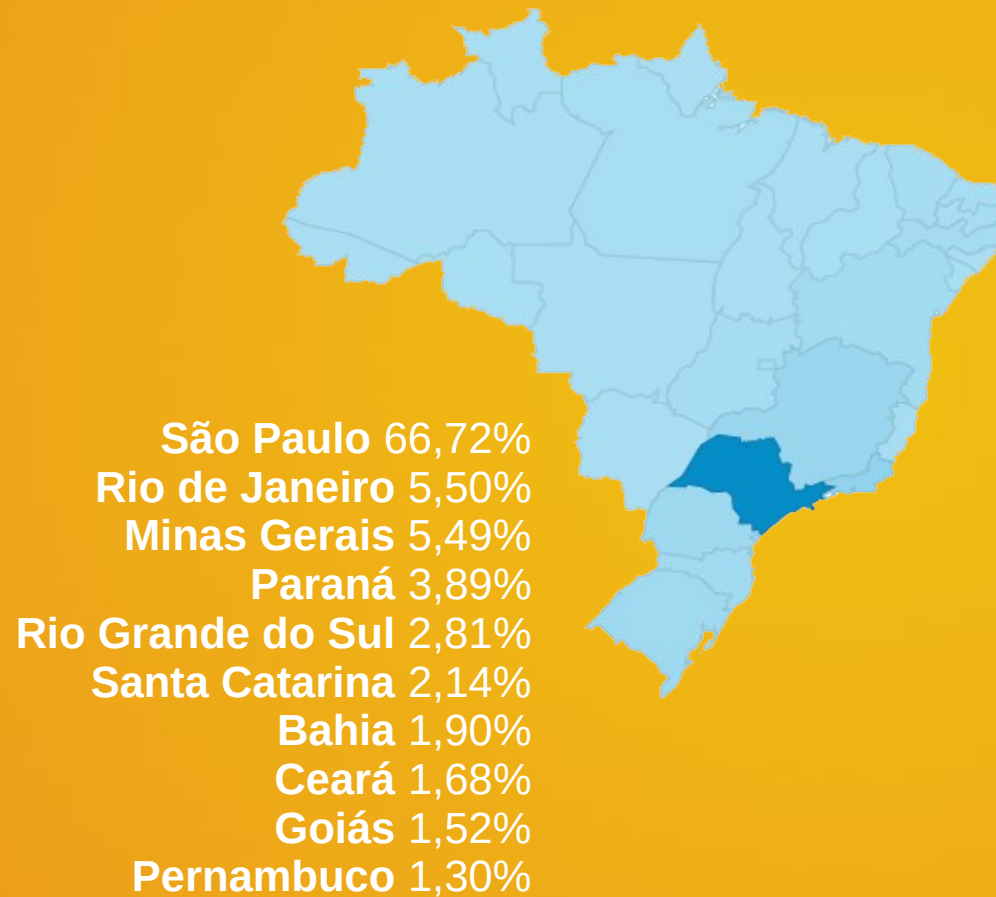 São Paulo 66,72%
Rio de Janeiro 5,50%
Minas Gerais 5,49%
Paraná 3,89%
Rio Grande do Sul 2,81%
Santa Catarina 2,14%
Bahia 1,90%
Ceará 1,68%
Goiás 1,52%
Pernambuco 1,30%